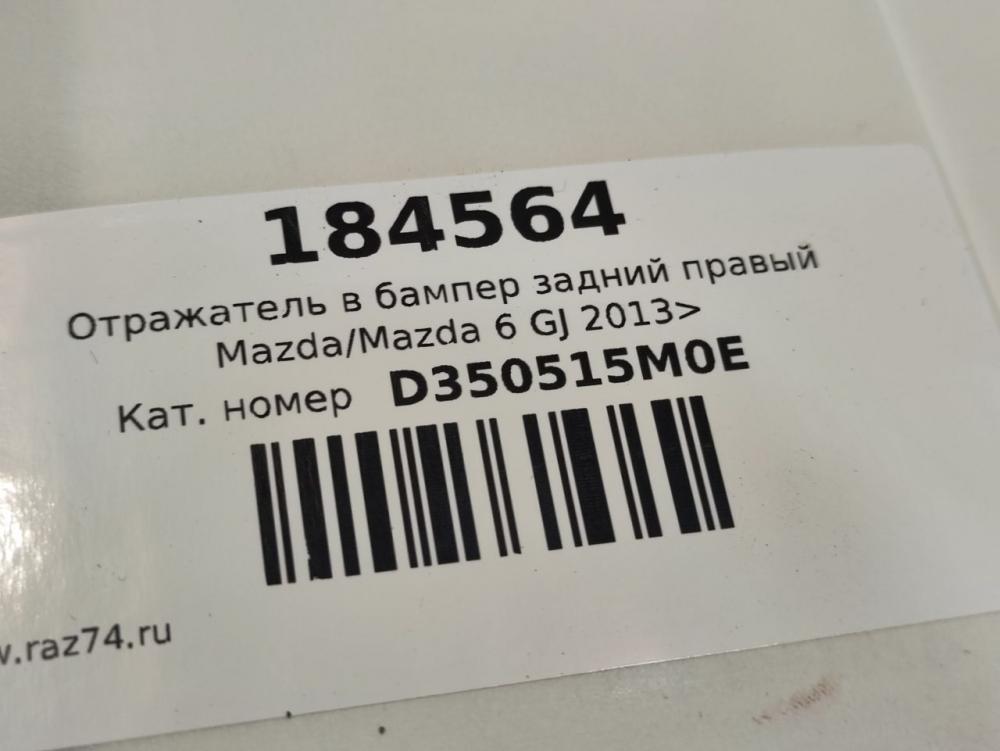 184564
Отражатель в бампер задний правый
Mazda/Mazda 6 GJ 2013>
Кат. номер D350515M0E
w.raz74.ru